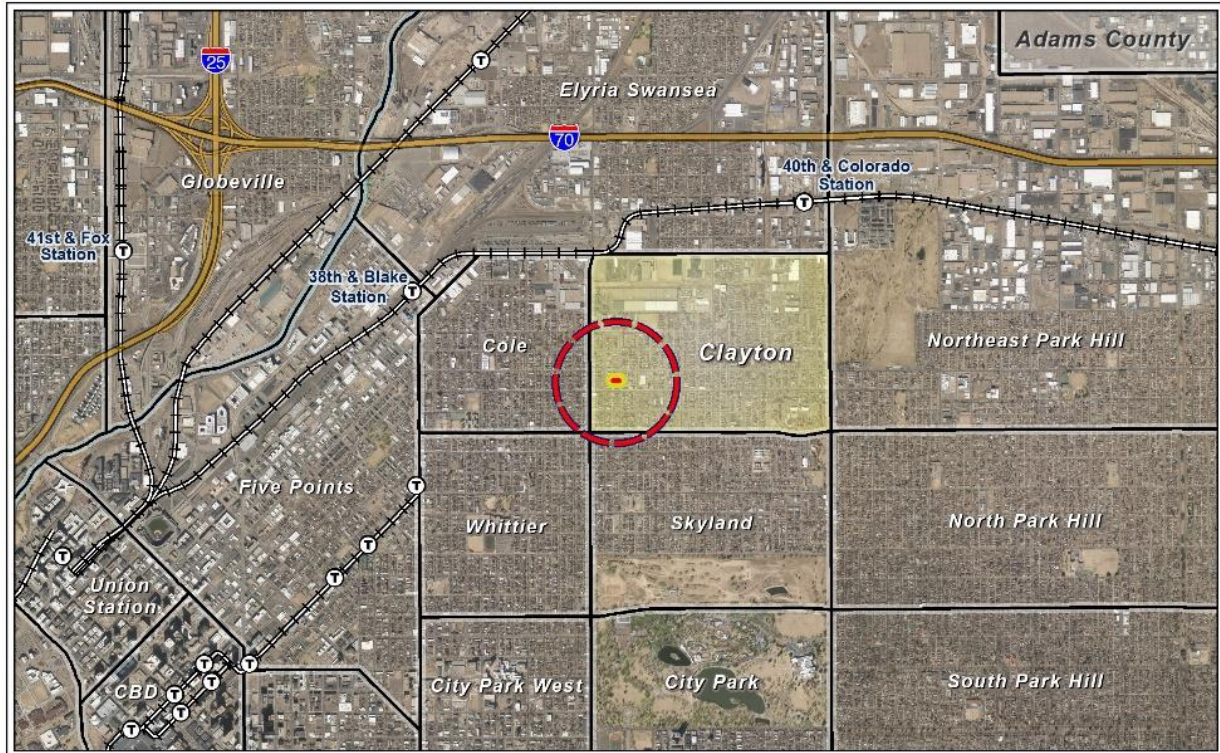 Adams County
25
T
Elyria Swansea
70
40th & Colorado
Station
T
Globeville
41st & Fox
Station
T
38th & Blake
Station
T
Cole
Clayton
Northeast Park Hill
Five Points
T
Whittier
Skyland
North Park Hill
T
T
T
Union
Station
T
T
T
T
CBD
City Park West
City Park
South Park Hill
T